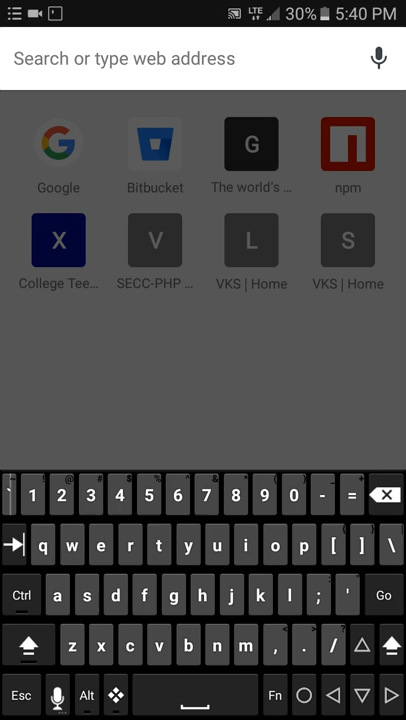 LTE 30% 5:40 PM
Search or type web address
G
Google Bitbucket The world's ... npm
X V L S
College Tee... SECC-PHP ... VKS | Home VKS | Home
~ ! @ # $ % ^ & * ( ) _ +
` 1 2 3 4 5 6 7 8 9 0 - =
{ } |
q w e r t y u i o p [ ] \
: "
Ctrl a s d f g h j k l ; ' Go
< > ?
z x c v b n m , . /
Esc Alt Fn